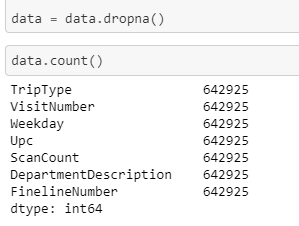 data = data.dropna()
data.count()
TripType 642925
VisitNumber 642925
Weekday 642925
Upc 642925
ScanCount 642925
DepartmentDescription 642925
FinelineNumber 642925
dtype: int64